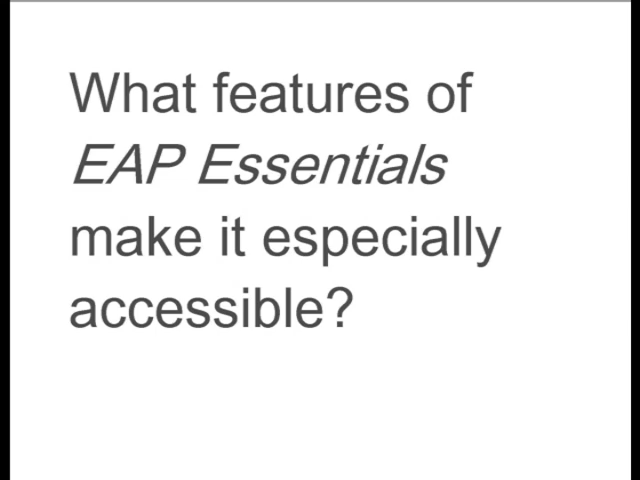 What features of
EAP Essentials
make it especially
accessible?